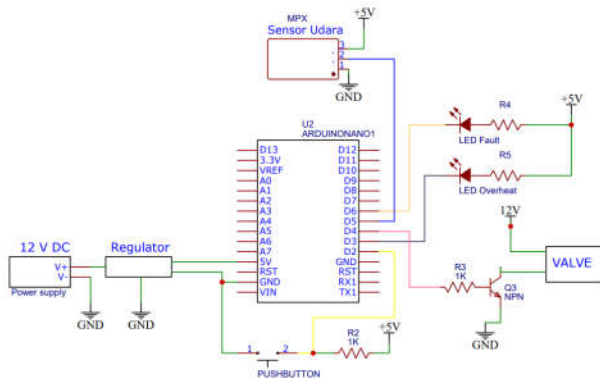 MPX
Sensor Udara
+5V
3
2
1
GND
U2
ARDUINONANO1
D13
3.3V
VREF
A0
A1
A2
A3
A4
A5
A6
A7
5V
RST
GND
VIN
D12
D11
D10
D9
D8
D7
D6
D5
D4
D3
D2
GND
RST
RX1
TX1
R4
+5V
LED Fault
R5
LED Overheat
12V
VALVE
R3
1K
Q3
NPN
GND
12 V DC
V+
V-
Power supply
GND
Regulator
GND
1
2
PUSHBUTTON
R2
1K
+5V